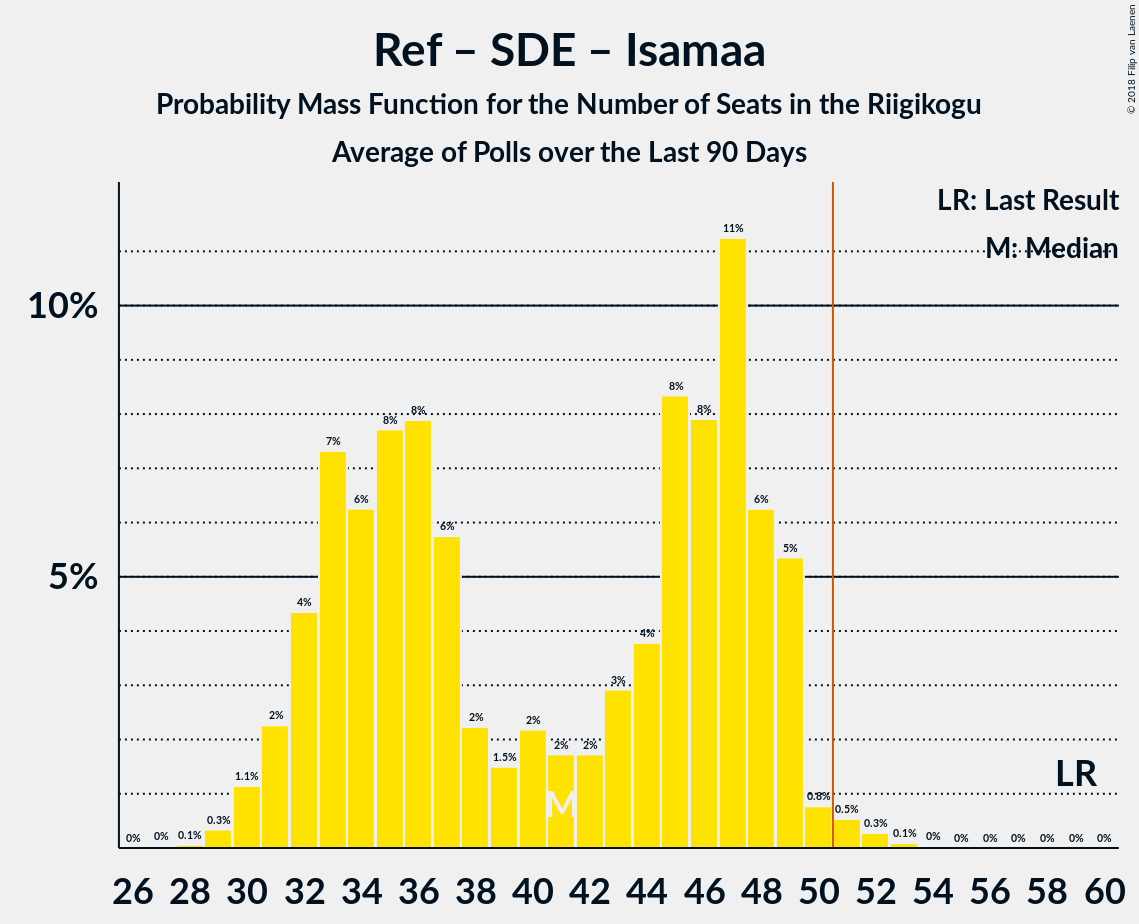 Ref – SDE – Isamaa
Probability Mass Function for the Number of Seats in the Riigikogu
Average of Polls over the Last 90 Days
© 2018 Filip van Laenen
LR: Last Result
M: Median
10%
5%
0% 0% 0.1% 0.3% 1.1% 2% 4% 7% 6% 8% 8% 6% 2% 1.5% 2% 2% 2% 3% 4% 8% 8% 11% 6% 5% 0.8% 0.5% 0.3% 0.1% 0% 0% 0% 0% 0% 0% 0%
LR
M
26 28 30 32 34 36 38 40 42 44 46 48 50 52 54 56 58 60